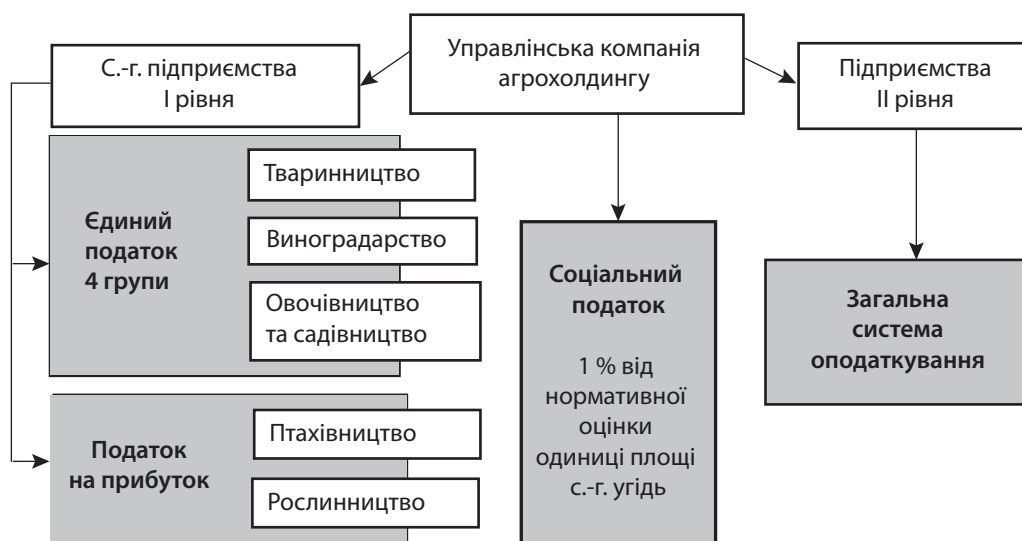 Управлінська компанія
агрохолдингу
С.-г. підприємства
І рівня
Підприємства
ІІ рівня
Єдиний
податок
4 групи
Тваринництво
Виноградарство
Овочівництво
та садівництво
Податок
на прибуток
Птахівництво
Рослинництво
Соціальний
податок
1 % від
нормативної
оцінки
одиниці площі
с.-г. угідь
Загальна
система
оподаткування